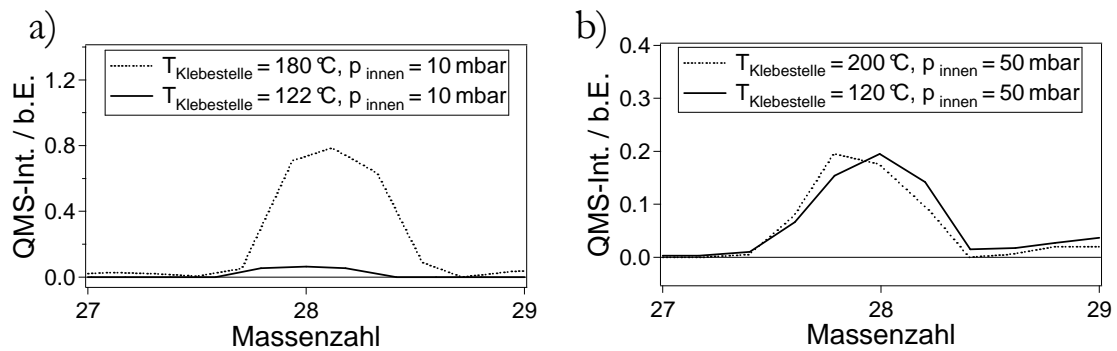 a)
T Klebestelle = 180 °C, p innen = 10 mbar
T Klebestelle = 122 °C, p innen = 10 mbar
QMS-Int. / b.E.
1.2
0.8
0.4
0.0
27
28
29
Massenzahl
b)
T Klebestelle = 200 °C, p innen = 50 mbar
T Klebestelle = 120 °C, p innen = 50 mbar
QMS-Int. / b.E.
0.4
0.3
0.2
0.1
0.0
27
28
29
Massenzahl